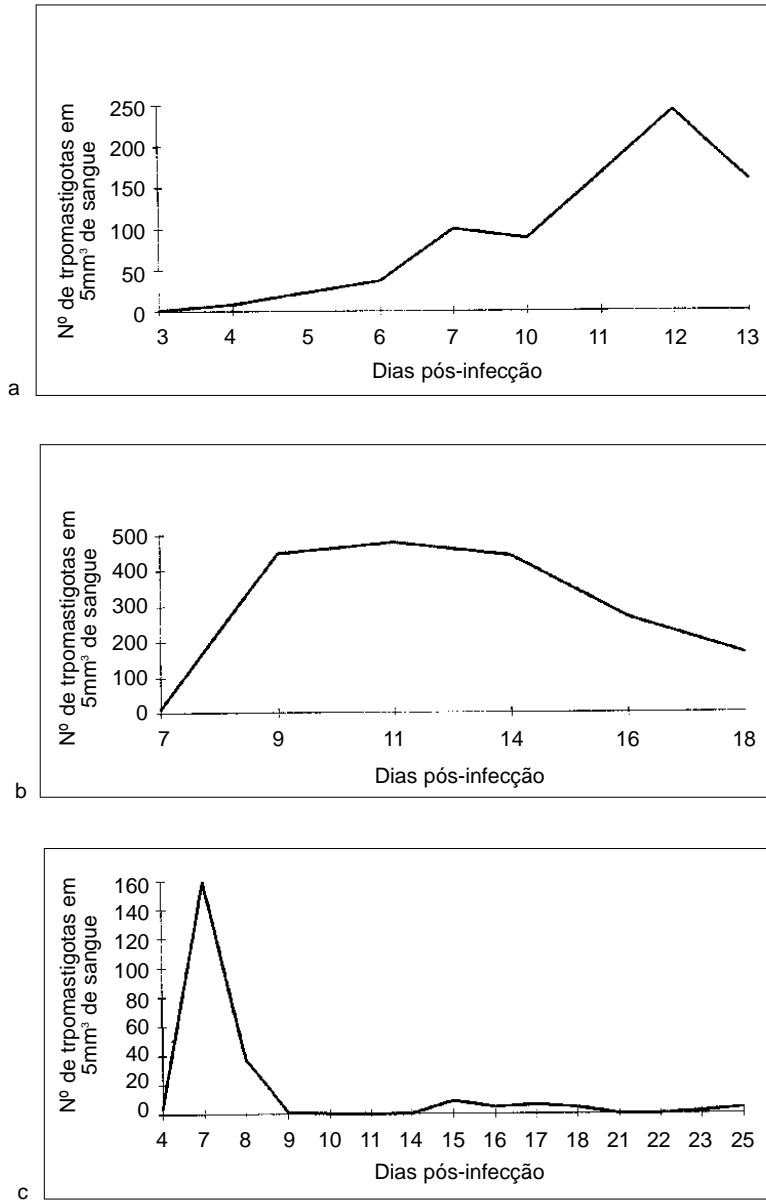 250
200
150
100
50
0
Nº de trpomastigotas em
5mm³ de sangue
3 4 5 6 7 10 11 12 13
Dias pós-infecção
a
500
400
300
200
100
0
Nº de trpomastigotas em
5mm³ de sangue
7 9 11 14 16 18
Dias pós-infecção
b
160
140
120
100
80
60
40
20
0
Nº de trpomastigotas em
5mm³ de sangue
4 7 8 9 10 11 14 15 16 17 18 21 22 23 25
Dias pós-infecção
c